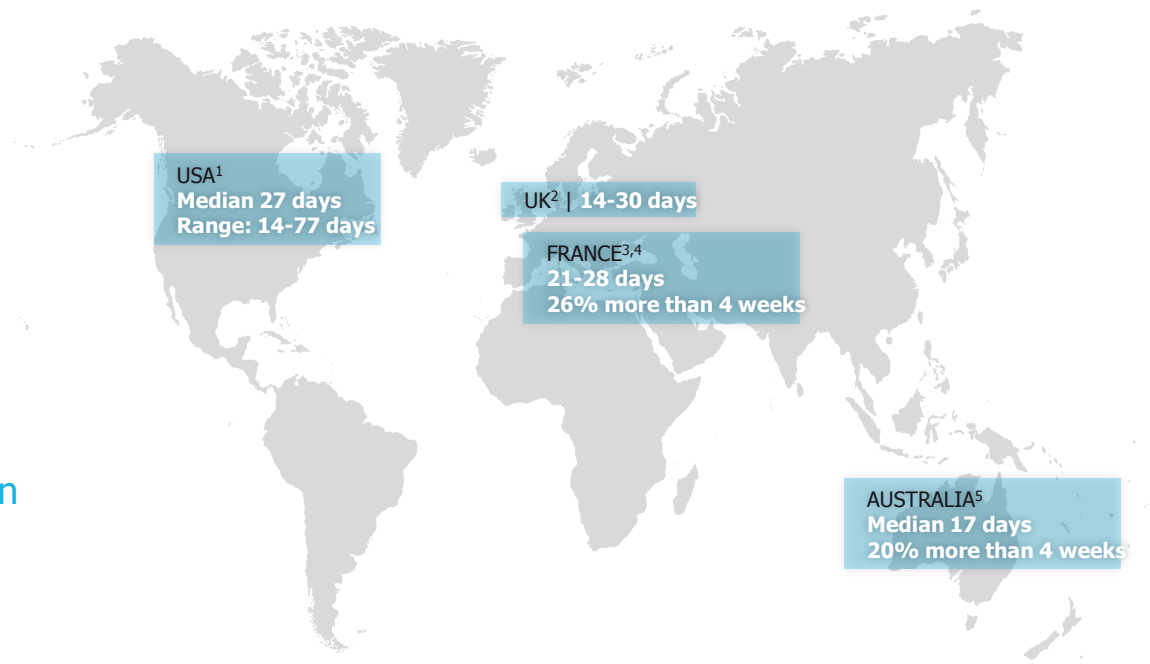 USA¹
Median 27 days
Range: 14-77 days
UK² | 14-30 days
FRANCE³,⁴
21-28 days
26% more than 4 weeks
n
AUSTRALIA⁵
Median 17 days
20% more than 4 weeks